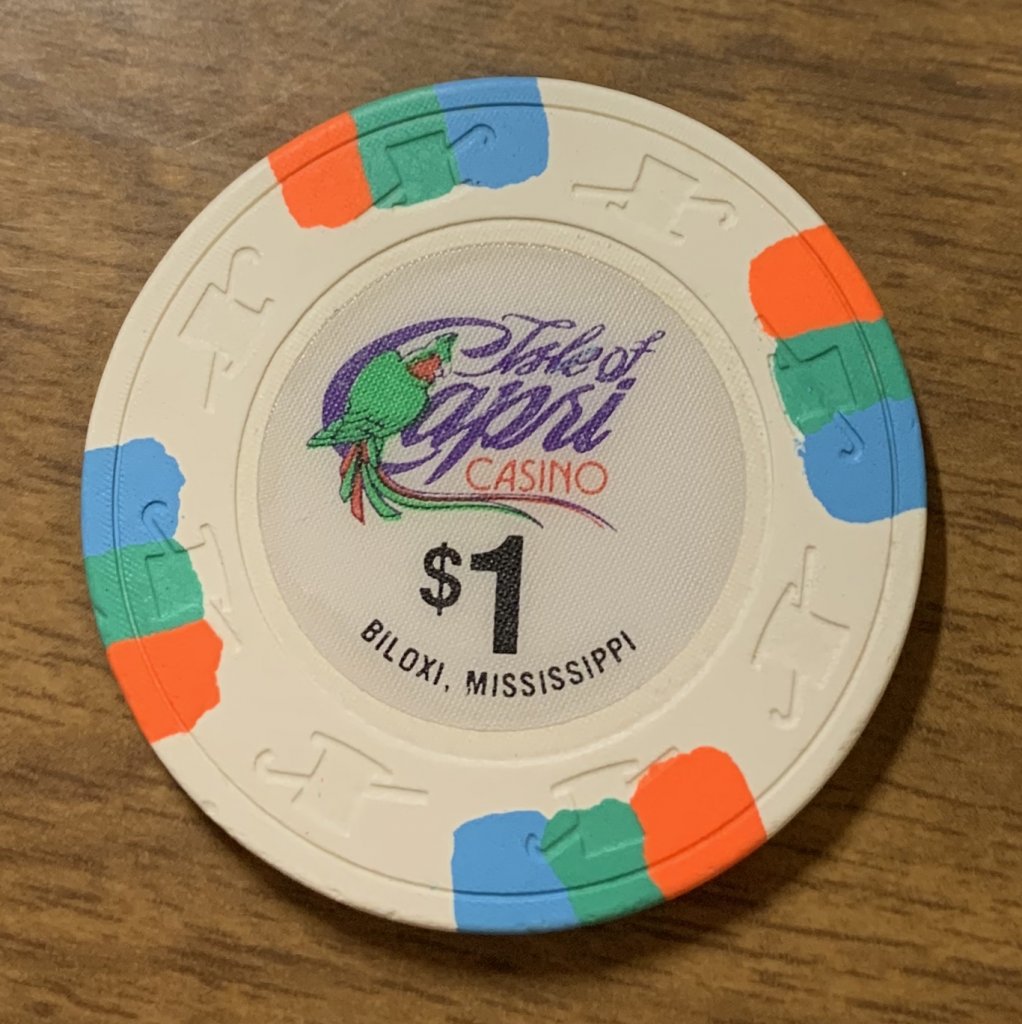 Isle of
Capri
CASINO
$1
BILOXI, MISSISSIPPI